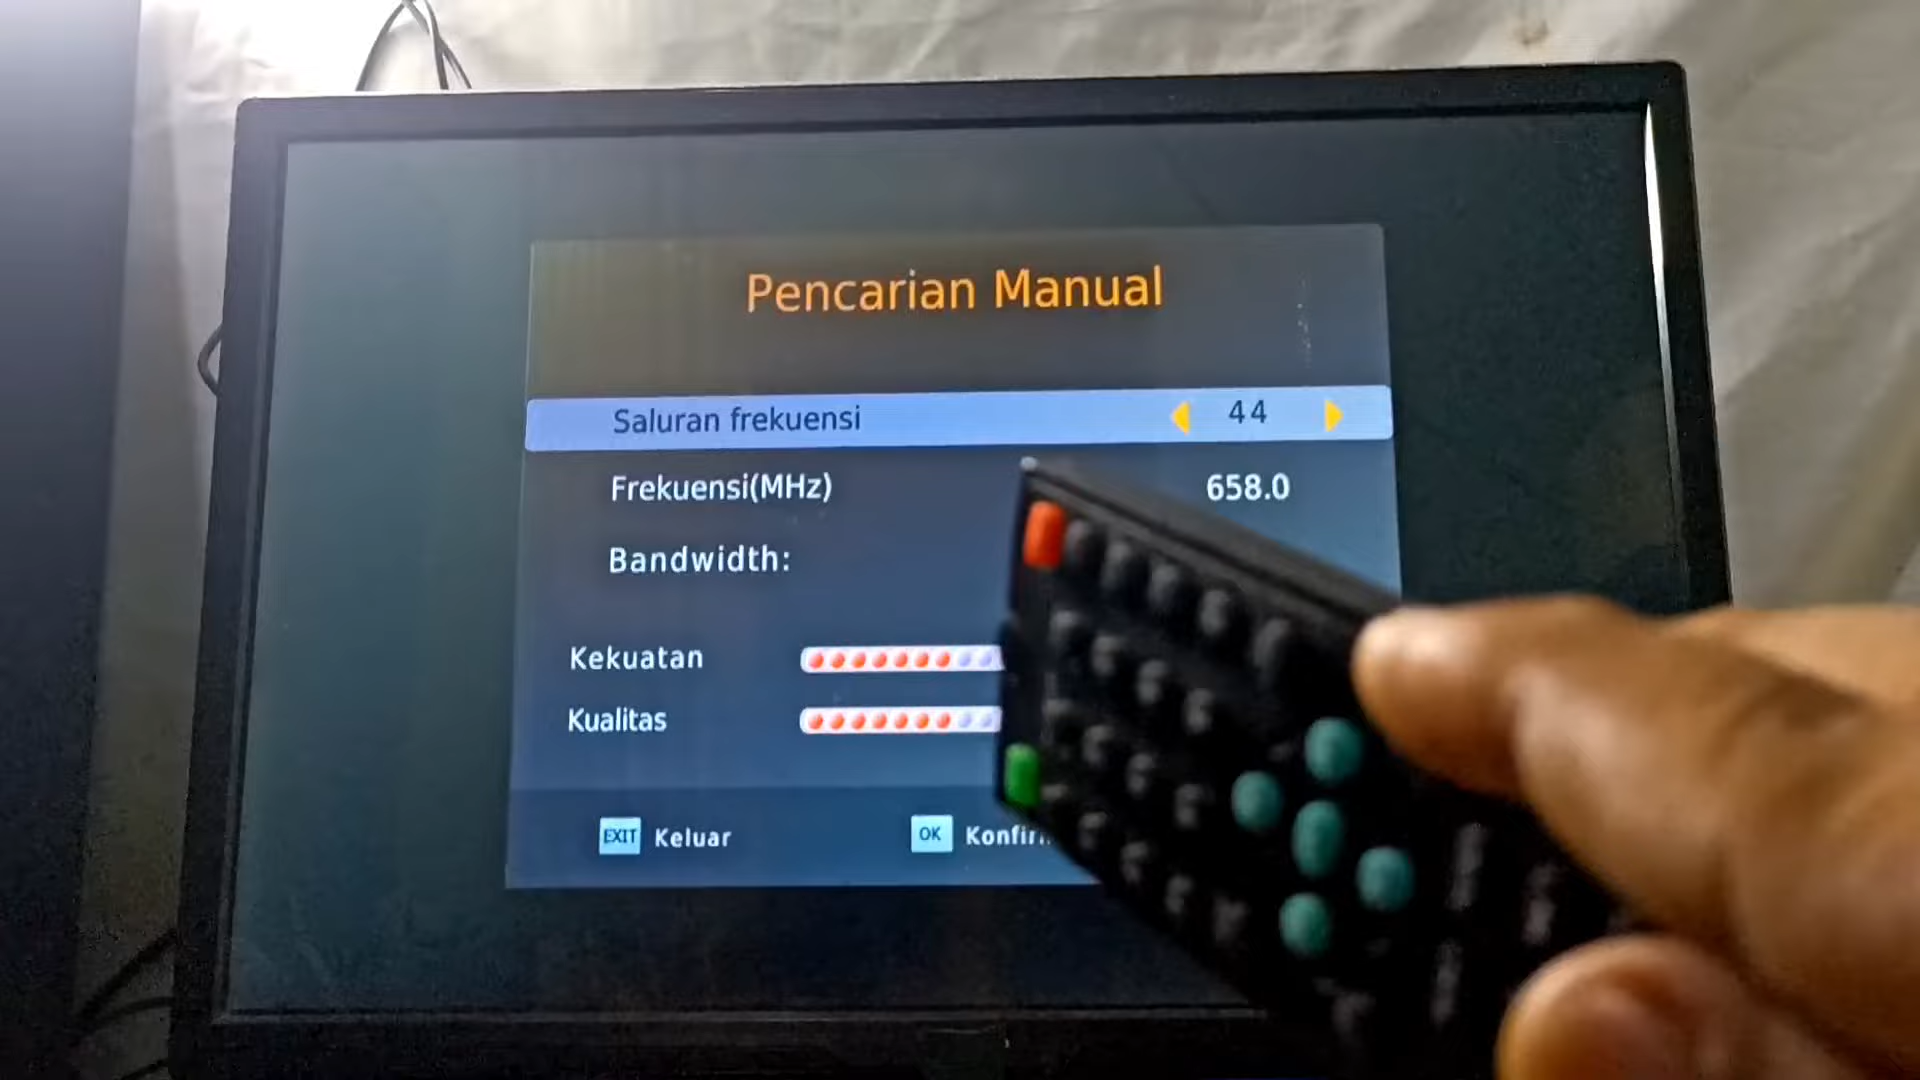 Pencarian Manual
Saluran frekuensi 44
Frekuensi(MHz) 658.0
Bandwidth:
Kekuatan
Kualitas
EXIT Keluar OK